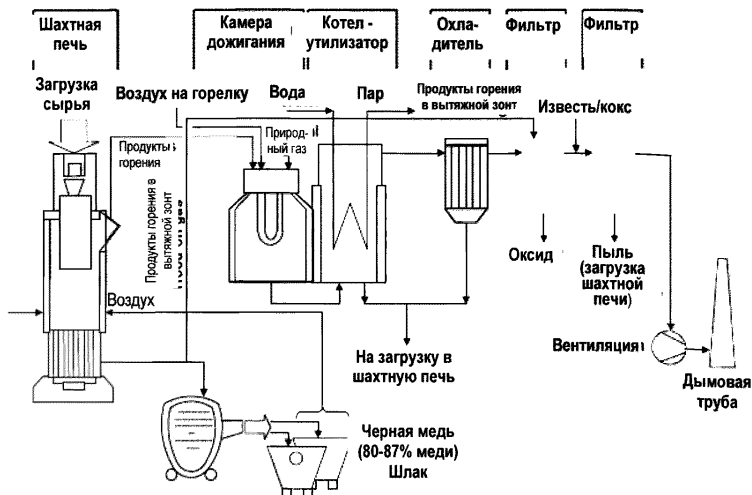 Шахтная
печь
Камера
дожигания
Котел -
утилизатор
Охла-
дитель
Фильтр
Фильтр
Загрузка
сырья
Воздух на горелку
Вода
Пар
Продукты горения
в вытяжной зонт
Известь/кокс
Природ-
ный газ
Продукты
горения
Продукты горения в
вытяжной зонт
Воздух
Оксид
Пыль
(загрузка
шахтной
печи)
На загрузку в
шахтную печь
Вентиляция
Дымовая
труба
Черная медь
(80-87% меди)
Шлак